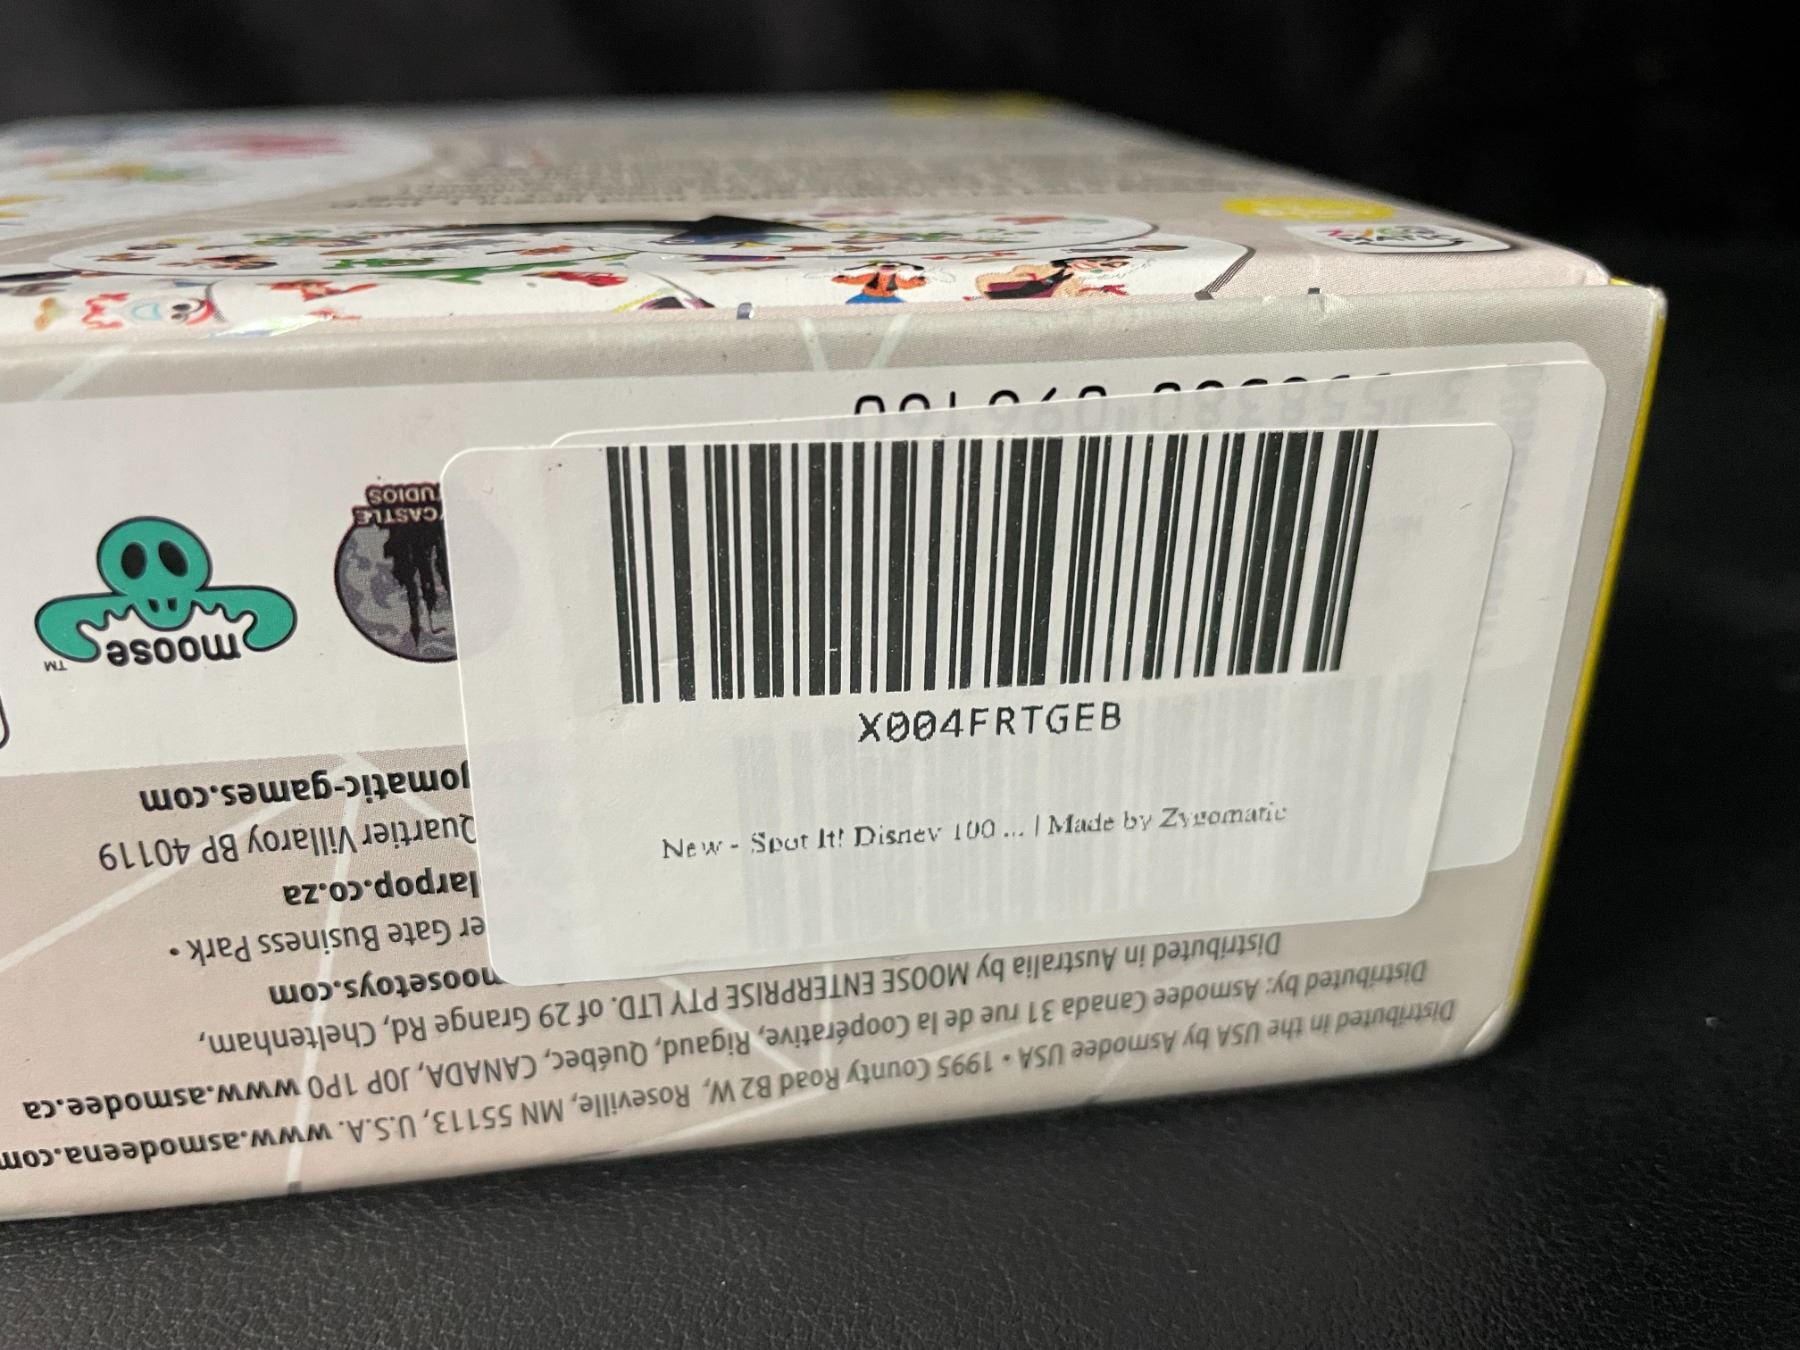 X004FRTGEB
New - Spot It! Disney 100 ... | Made by Zygomatic
Distributed in the USA by Asmodee USA • 1995 County Road B2 W, Roseville, MN 55113, U.S.A. www.asmodeena.com
Distributed by: Asmodee Canada 31 rue de la Coopérative, Rigaud, Québec, CANADA, J0P 1P0 www.asmodee.ca
Distributed in Australia by MOOSE ENTERPRISE PTY LTD. of 29 Grange Rd, Cheltenham,
moosetoys.com
er Gate Business Park •
larpop.co.za
Quartier Villaroy BP 40119
gomatic-games.com
CASTLE
moose TM